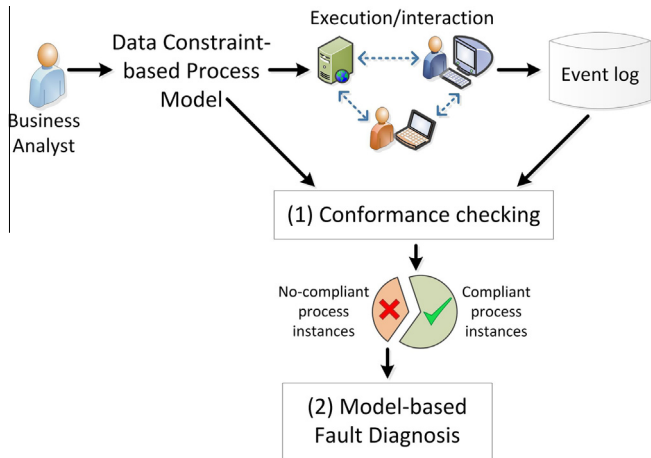 Execution/interaction
Data Constraint-
based Process
Model
Event log
Business
Analyst
(1) Conformance checking
No-compliant
process
instances
Compliant
process
instances
(2) Model-based
Fault Diagnosis